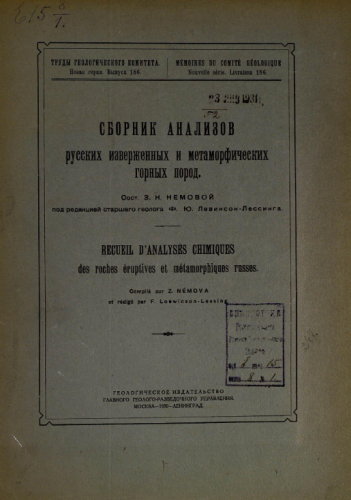 ТРУДЫ ГЕОЛОГИЧЕСКОГО КОМИТЕТА.
Новая серия. Выпуск 186
MÉMOIRES DU COMITÉ GÉOLOGIQUE
Nouvelle série. Livraison 186.
СБОРНИК АНАЛИЗОВ
русских изверженных и метаморфических
горных пород.
Сост. З. Н. НЕМОВОЙ
под редакцией старшего геолога Ф. Ю. Левинсон-Лессинга.
RECUEIL D'ANALYSES CHIMIQUES
des roches éruptives et métamorphiques russes.
Compilé par Z. NÉMOVA
et redigé par F. Loewinson-Lessing
ГЕОЛОГИЧЕСКОЕ ИЗДАТЕЛЬСТВО
ГЛАВНОГО ГЕОЛОГО-РАЗВЕДОЧНОГО УПРАВЛЕНИЯ.
МОСКВА—1930—ЛЕНИНГРАД.